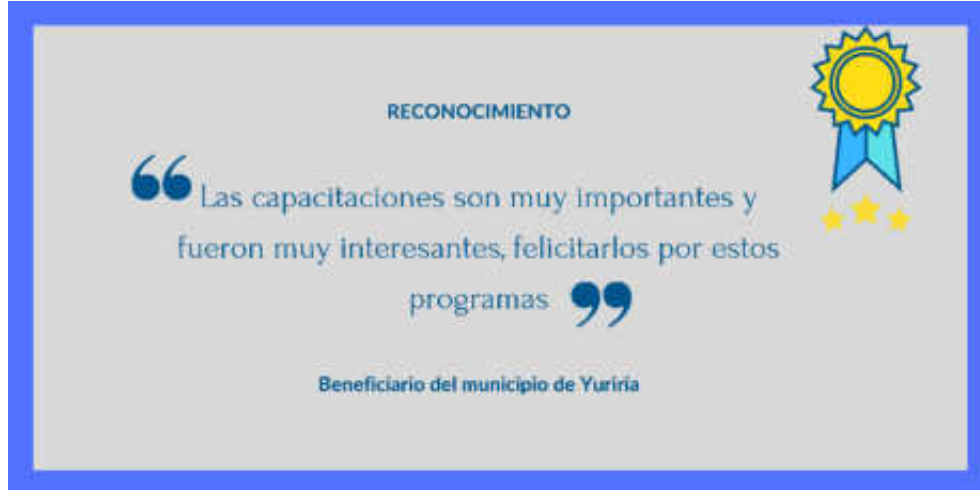 RECONOCIMIENTO
“ Las capacitaciones son muy importantes y
fueron muy interesantes, felicitarlos por estos
programas ”
Beneficiario del municipio de Yuriria